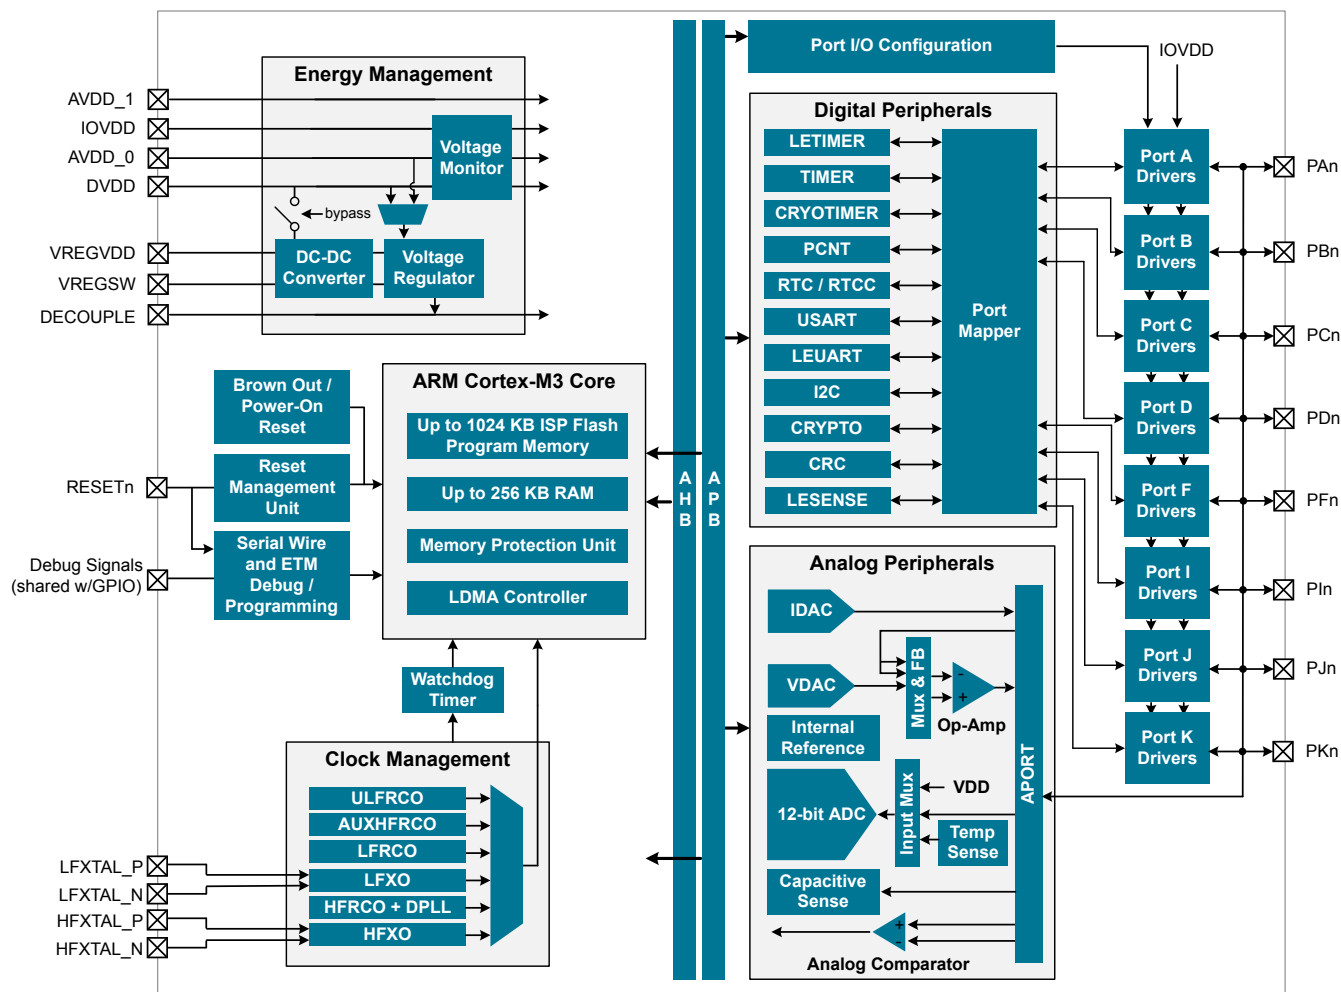 Energy Management
AVDD_1
IOVDD
AVDD_0
DVDD
VREGVDD
VREGSW
DECOUPLE
Voltage
Monitor
bypass
DC-DC
Converter
Voltage
Regulator
Brown Out /
Power-On
Reset
Reset
Management
Unit
Serial Wire
and ETM
Debug /
Programming
RESETn
Debug Signals
(shared w/GPIO)
ARM Cortex-M3 Core
Up to 1024 KB ISP Flash
Program Memory
Up to 256 KB RAM
Memory Protection Unit
LDMA Controller
Watchdog
Timer
Clock Management
ULFRCO
AUXHFRCO
LFRCO
LFXO
HFRCO + DPLL
HFXO
LFXTAL_P
LFXTAL_N
HFXTAL_P
HFXTAL_N
A
H
B
A
P
B
Port I/O Configuration
IOVDD
Digital Peripherals
LETIMER
TIMER
CRYOTIMER
PCNT
RTC / RTCC
USART
LEUART
I2C
CRYPTO
CRC
LESENSE
Port
Mapper
Analog Peripherals
IDAC
VDAC
Internal
Reference
12-bit ADC
Capacitive
Sense
Mux & FB
-
+
Op-Amp
Input Mux
VDD
Temp
Sense
APORT
+
-
Analog Comparator
Port A
Drivers
Port B
Drivers
Port C
Drivers
Port D
Drivers
Port F
Drivers
Port I
Drivers
Port J
Drivers
Port K
Drivers
PAn
PBn
PCn
PDn
PFn
PIn
PJn
PKn